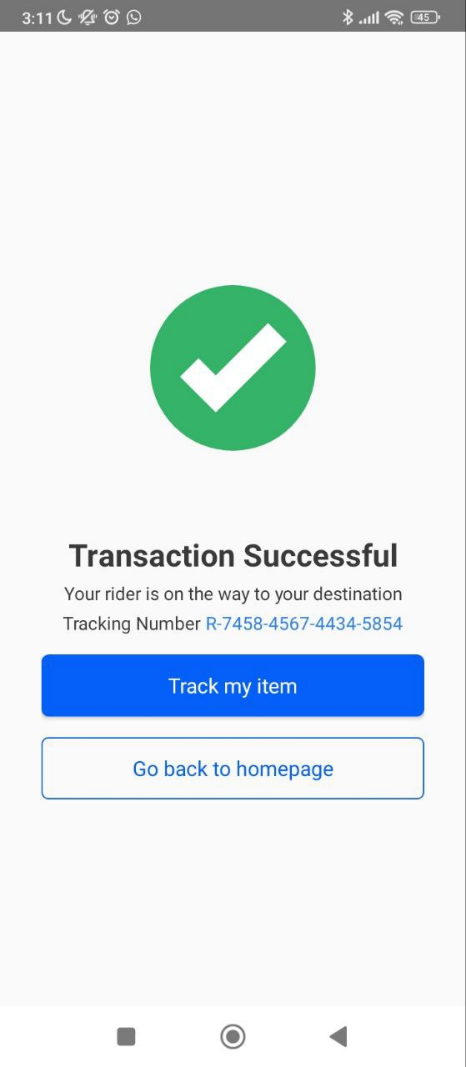 3:11
45
Transaction Successful
Your rider is on the way to your destination
Tracking Number R-7458-4567-4434-5854
Track my item
Go back to homepage